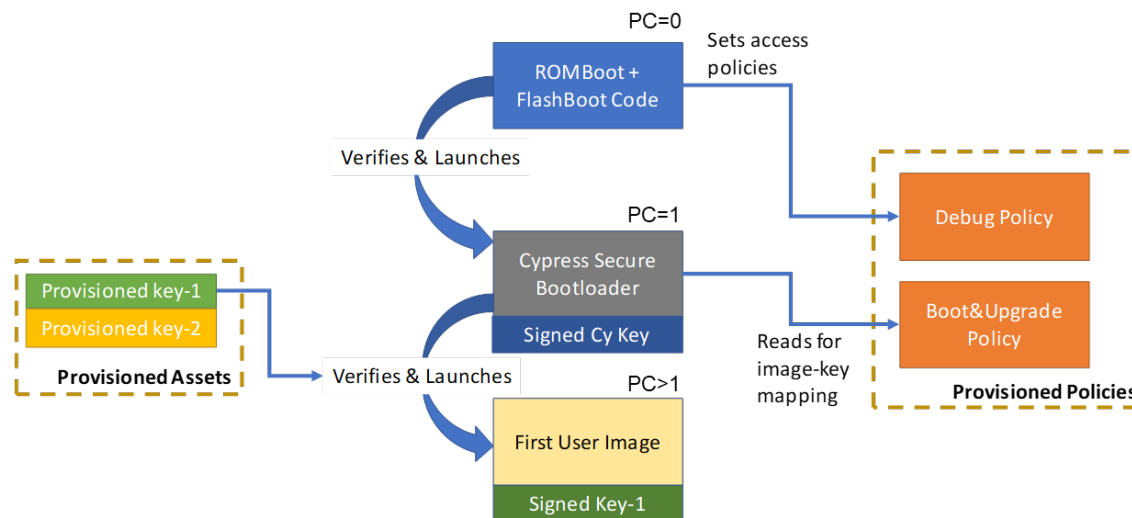 PC=0
ROMBoot +
FlashBoot Code
Sets access
policies
Verifies & Launches
PC=1
Cypress Secure
Bootloader
Signed Cy Key
Debug Policy
Boot&Upgrade
Policy
Provisioned Policies
Reads for
image-key
mapping
Provisioned key-1
Provisioned key-2
Provisioned Assets
Verifies & Launches
PC>1
First User Image
Signed Key-1